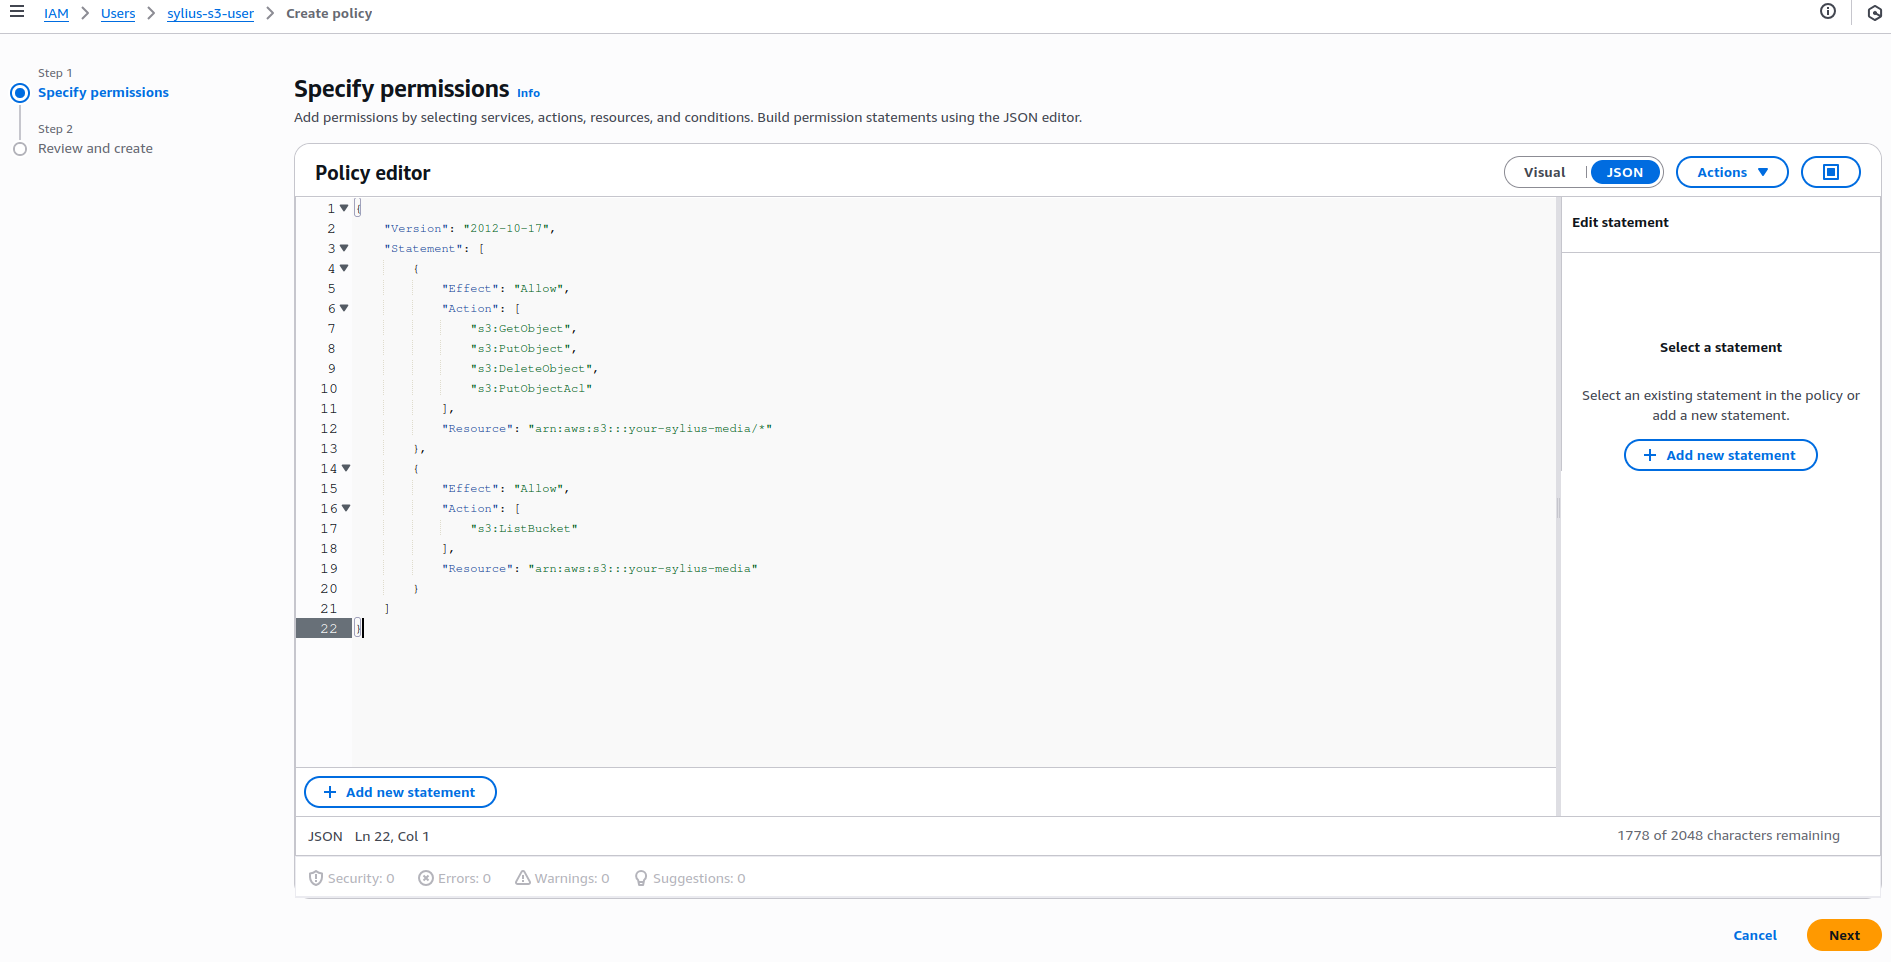 IAM > Users > sylius-s3-user > Create policy
Step 1
Specify permissions
Step 2
Review and create
Specify permissions Info
Add permissions by selecting services, actions, resources, and conditions. Build permission statements using the JSON editor.
Policy editor
Visual | JSON
Actions
1 {
2 "Version": "2012-10-17",
3 "Statement": [
4 {
5 "Effect": "Allow",
6 "Action": [
7 "s3:GetObject",
8 "s3:PutObject",
9 "s3:DeleteObject",
10 "s3:PutObjectAcl"
11 ],
12 "Resource": "arn:aws:s3:::your-sylius-media/*"
13 },
14 {
15 "Effect": "Allow",
16 "Action": [
17 "s3:ListBucket"
18 ],
19 "Resource": "arn:aws:s3:::your-sylius-media"
20 }
21 ]
22 }
+ Add new statement
Edit statement
Select a statement
Select an existing statement in the policy or
add a new statement.
+ Add new statement
JSON Ln 22, Col 1
1778 of 2048 characters remaining
Security: 0 Errors: 0 Warnings: 0 Suggestions: 0
Cancel
Next